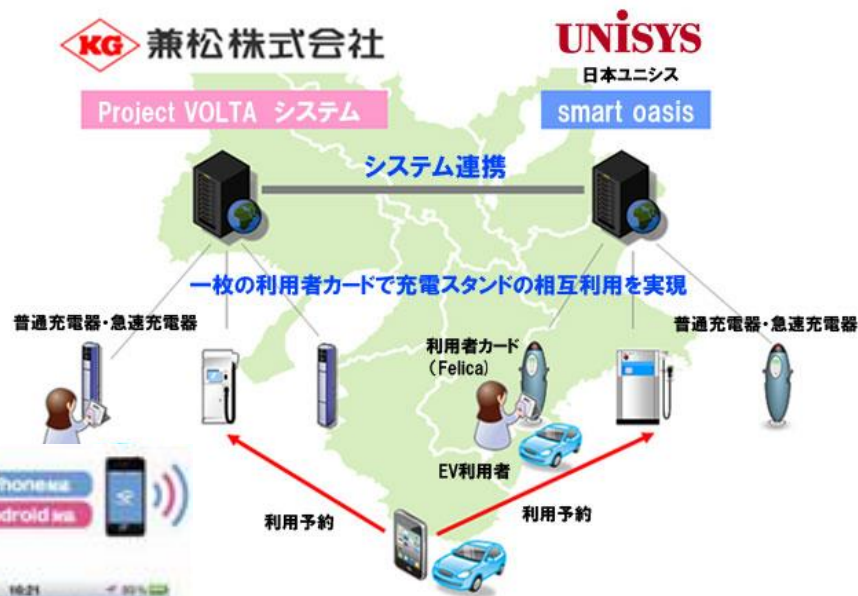 KG 兼松株式会社
UNiSYS
日本ユニシス
Project VOLTA システム
smart oasis
システム連携
一枚の利用者カードで充電スタンドの相互利用を実現
普通充電器・急速充電器
利用者カード
（Felica）
普通充電器・急速充電器
EV利用者
利用予約
利用予約
16:21